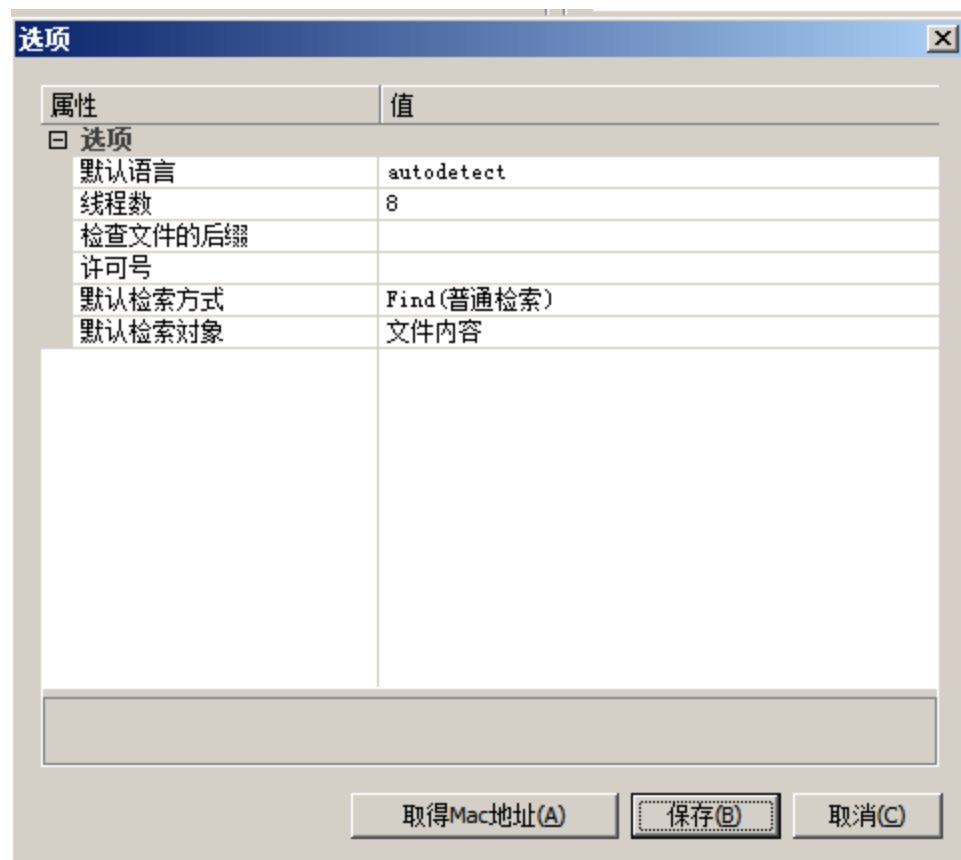 选项
属性 值
选项
默认语言 autodetect
线程数 8
检查文件的后缀
许可号
默认检索方式 Find(普通检索)
默认检索对象 文件内容
取得Mac地址(A) 保存(B) 取消(C)